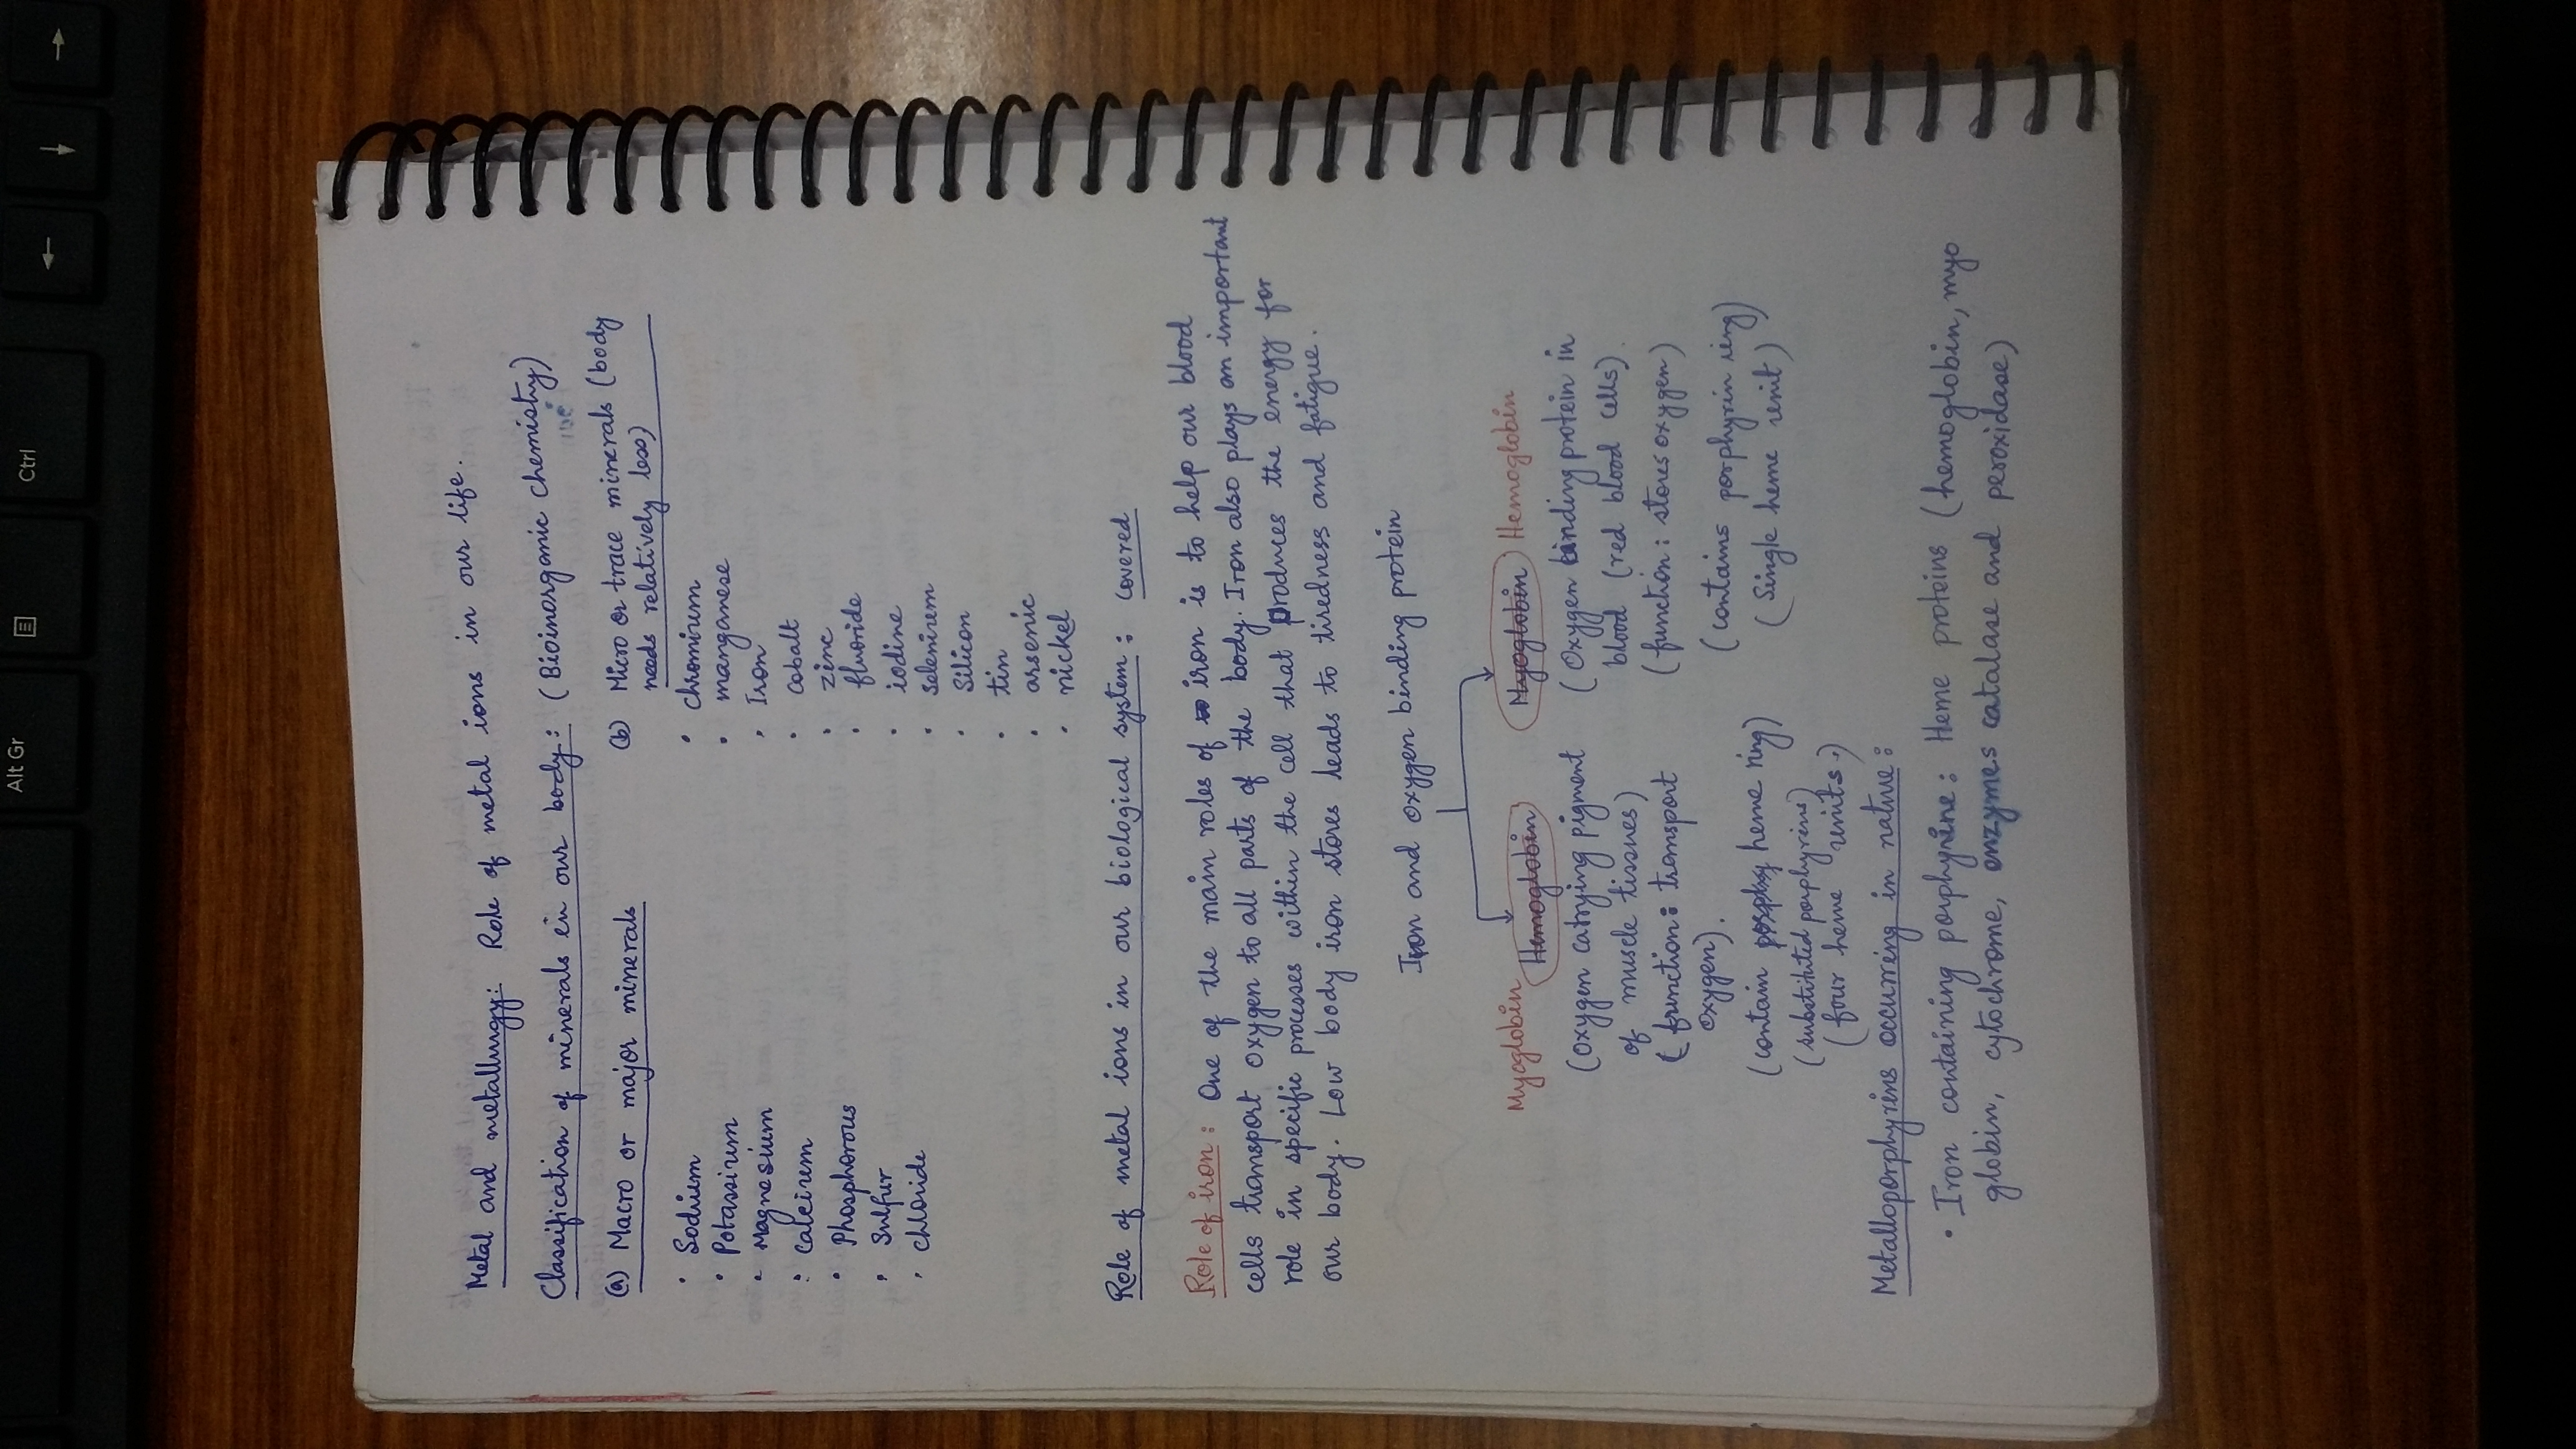 Alt Gr
Ctrl
Metal and metallurgy: Role of metal ions in our life.
Classification of minerals in our body: (Bioinorganic chemistry)
(a) Macro or major minerals
• Sodium
• Potassium
• Magnesium
• Calcium
• Phosphorous
• Sulfur
• chloride
(b) Micro or trace minerals (body
needs relatively less)
• chromium
• manganese
• Iron
• cobalt
• zinc
• fluoride
• iodine
• selenium
• Silicon
• tin
• arsenic
• nickel
Role of metal ions in our biological system: covered
Role of iron: One of the main roles of iron is to help our blood
cells transport oxygen to all parts of the body. Iron also plays an important
role in specific processes within the cell that produces the energy for
our body. Low body iron stores leads to tiredness and fatigue.
Iron and oxygen binding protein
Myoglobin Hemoglobin
(Oxygen carrying pigment
of muscle tissues)
(function: transport
oxygen).
(contain heme ring)
(substituted porphyrins)
(four heme units.)
Myoglobin Hemoglobin
(Oxygen binding protein in
blood (red blood cells)
(function: stores oxygen)
(contains porphyrin ring)
(Single heme unit)
Metalloporphyrins occurring in nature:
• Iron containing porphyrine: Heme proteins (hemoglobin, myo
globin, cytochrome, enzymes catalase and peroxidase)